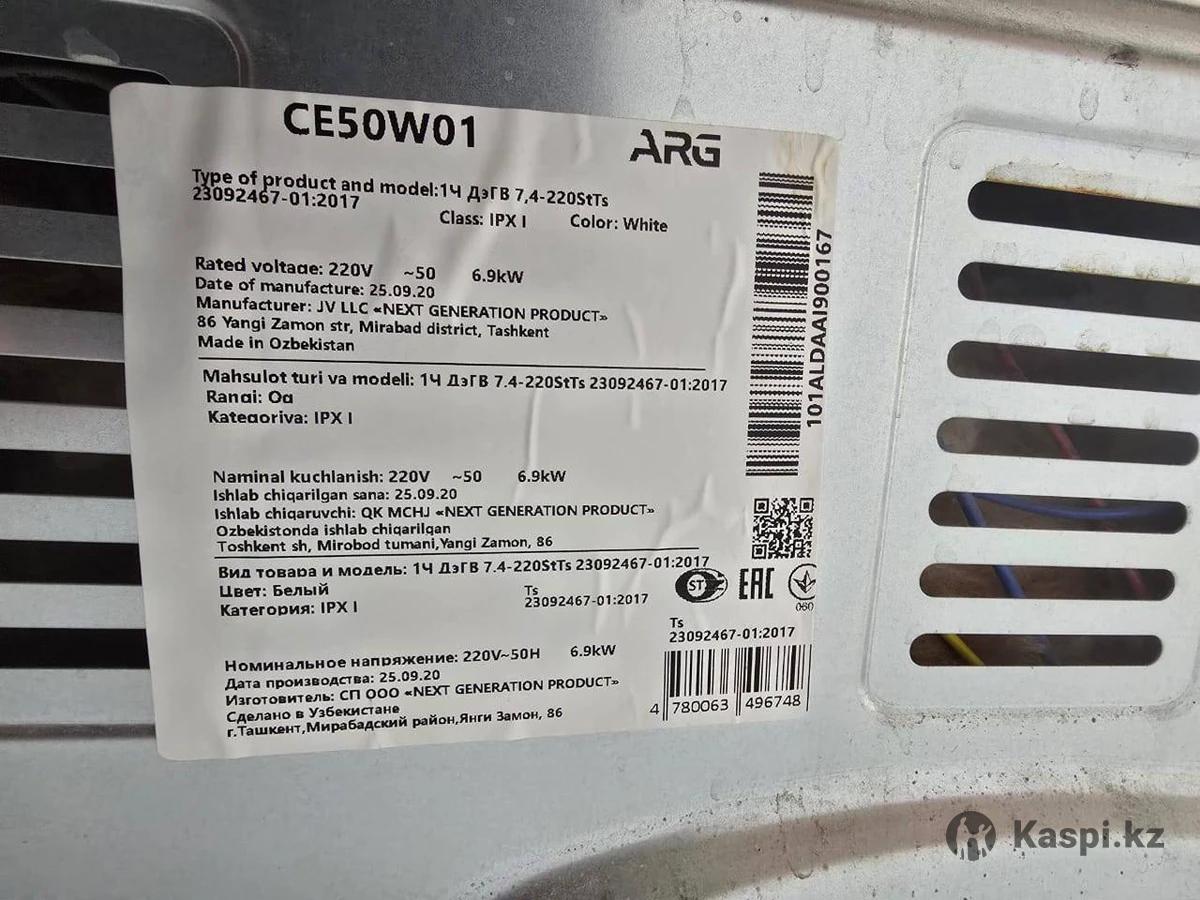 CE50W01
ARG
Type of product and model:1Ч ДэГВ 7,4-220StTs
23092467-01:2017
Class: IPX I Color: White
Rated voltage: 220V ~50 6.9kW
Date of manufacture: 25.09.20
Manufacturer: JV LLC «NEXT GENERATION PRODUCT»
86 Yangi Zamon str, Mirabad district, Tashkent
Made in Ozbekistan
Mahsulot turi va modeli: 1Ч ДэГВ 7.4-220StTs 23092467-01:2017
Rangi: Oq
Kategoriya: IPX I
Naminal kuchlanish: 220V ~50 6.9kW
Ishlab chiqarilgan sana: 25.09.20
Ishlab chiqaruvchi: QK MCHJ «NEXT GENERATION PRODUCT»
Ozbekistonda ishlab chiqarilgan
Toshkent sh, Mirobod tumani,Yangi Zamon, 86
Вид товара и модель: 1Ч ДэГВ 7.4-220StTs 23092467-01:2017
Цвет: Белый
Категория: IPX I
Ts
23092467-01:2017
Номинальное напряжение: 220V~50H 6.9kW
Дата производства: 25.09.20
Изготовитель: СП ООО «NEXT GENERATION PRODUCT»
Сделано в Узбекистане
г.Ташкент,Мирабадский район,Янги Замон, 86
101ALDAAI900167
ST
EAC
060
Ts
23092467-01:2017
4 780063 496748
Kaspi.kz